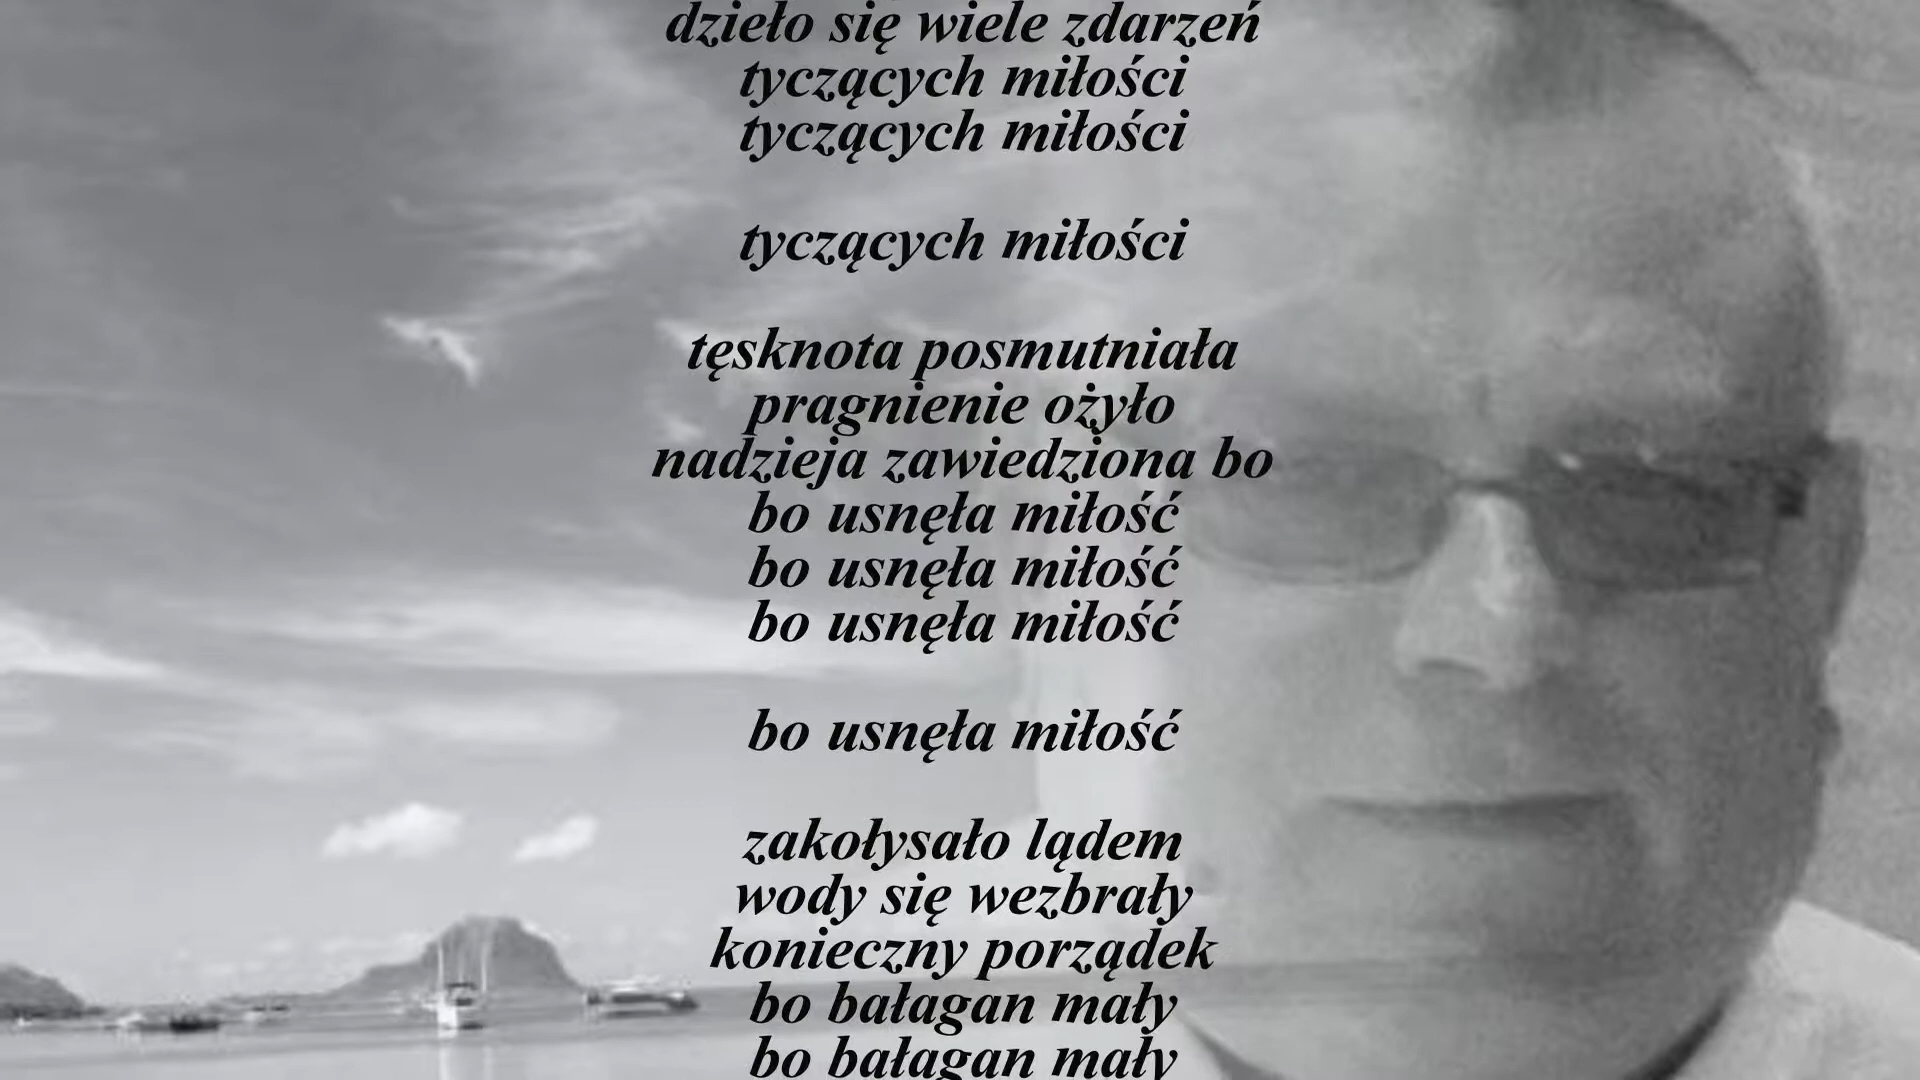 dzieło się wiele zdarzeń
tyczących miłości
tyczących miłości
tyczących miłości
tęsknota posmutniała
pragnienie ożyło
nadzieja zawiedziona bo
bo usnęła miłość
bo usnęła miłość
bo usnęła miłość
bo usnęła miłość
zakołysało lądem
wody się wezbrały
konieczny porządek
bo bałagan mały
bo bałagan mały